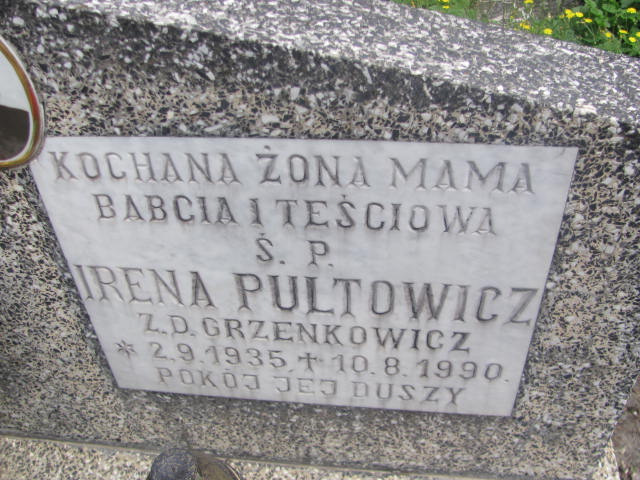 KOCHANA ŻONA MAMA
BABCIA I TEŚCIOWA
Ś. P.
IRENA PULTOWICZ
Z.D. GRZENKOWICZ
* 2.9.1935. + 10.8.1990.
POKÓJ JEJ DUSZY